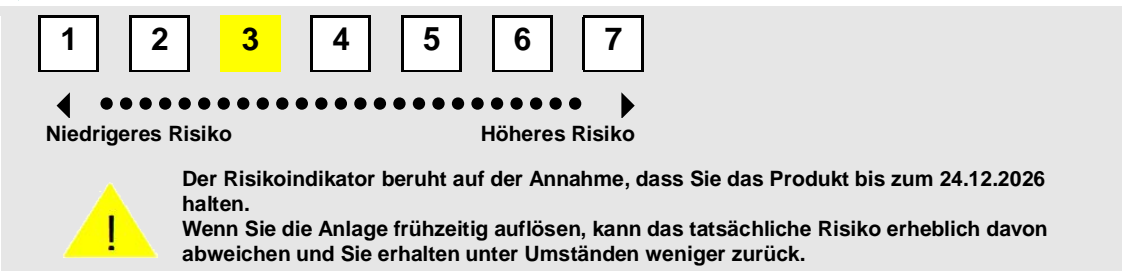 1 2 3 4 5 6 7
Niedrigeres Risiko Höheres Risiko
Der Risikoindikator beruht auf der Annahme, dass Sie das Produkt bis zum 24.12.2026
halten.
Wenn Sie die Anlage frühzeitig auflösen, kann das tatsächliche Risiko erheblich davon
abweichen und Sie erhalten unter Umständen weniger zurück.
!